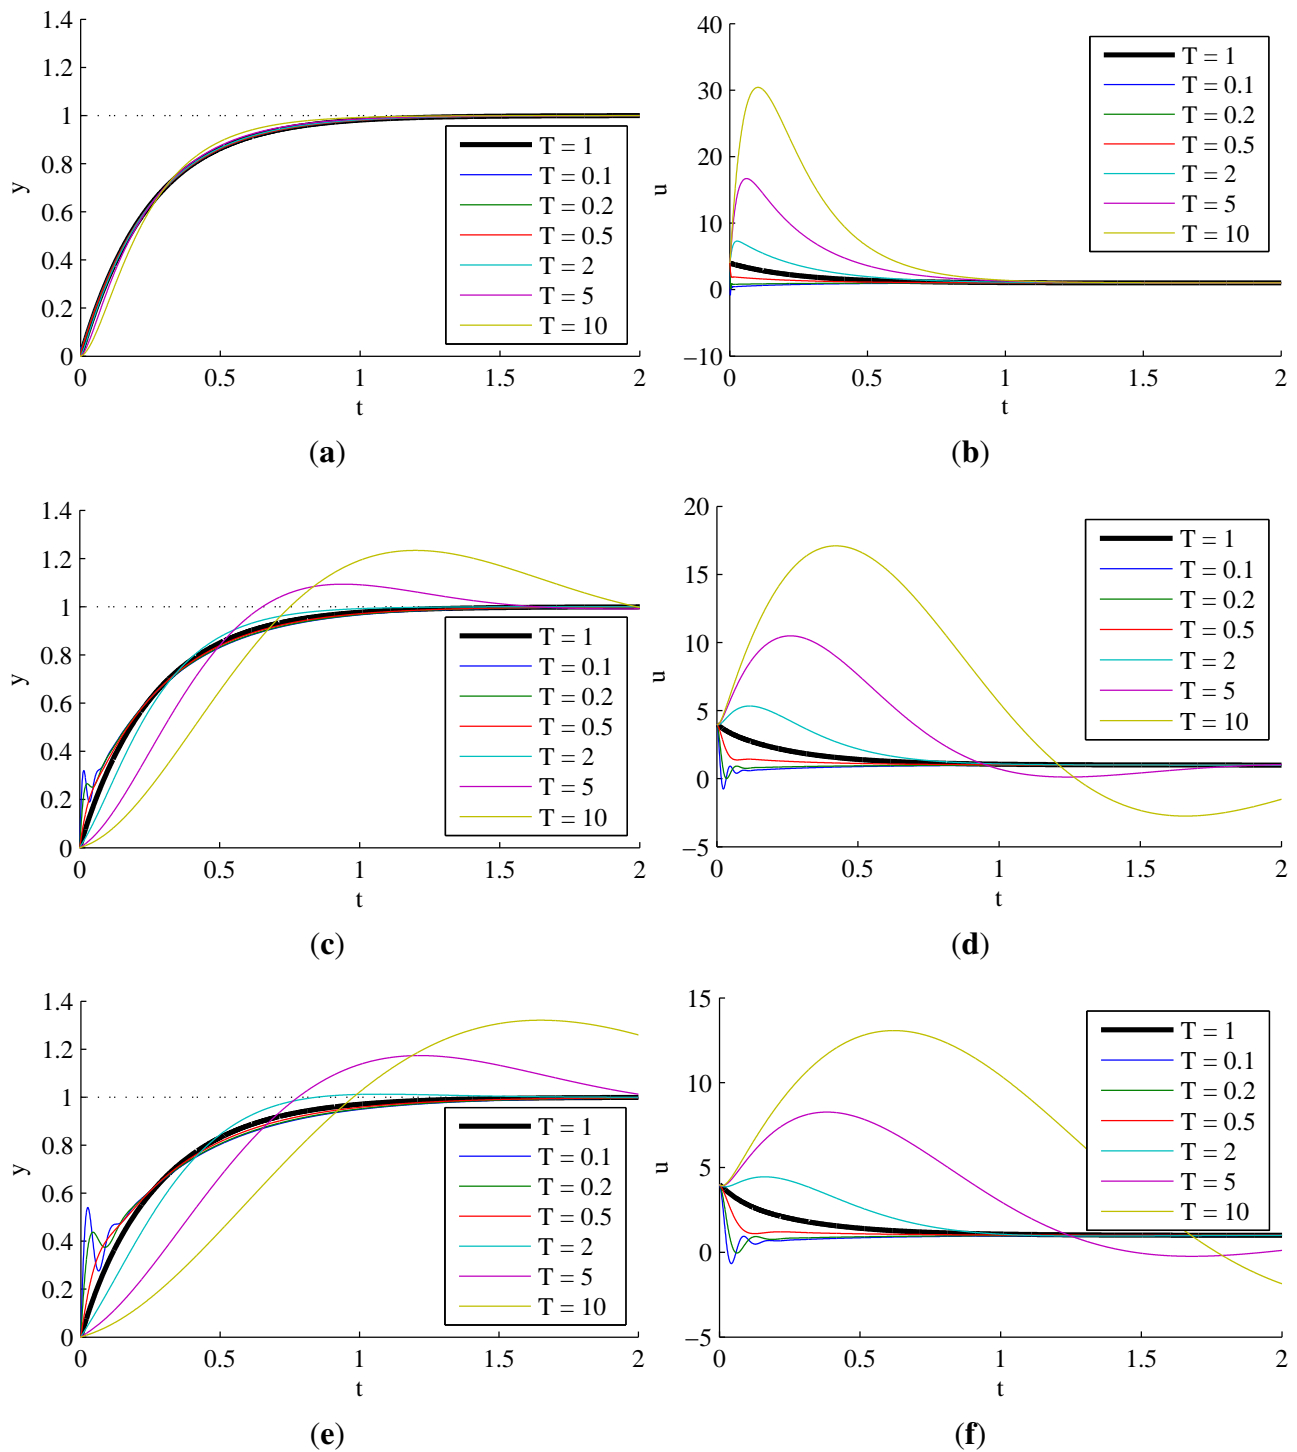 1.4
1.2
1
0.8
0.6
0.4
0.2
0
y
0 0.5 1 1.5 2
t
T = 1
T = 0.1
T = 0.2
T = 0.5
T = 2
T = 5
T = 10
(a)
40
30
20
10
0
−10
u
0 0.5 1 1.5 2
t
T = 1
T = 0.1
T = 0.2
T = 0.5
T = 2
T = 5
T = 10
(b)
1.4
1.2
1
0.8
0.6
0.4
0.2
0
y
0 0.5 1 1.5 2
t
T = 1
T = 0.1
T = 0.2
T = 0.5
T = 2
T = 5
T = 10
(c)
20
15
10
5
0
−5
u
0 0.5 1 1.5 2
t
T = 1
T = 0.1
T = 0.2
T = 0.5
T = 2
T = 5
T = 10
(d)
1.4
1.2
1
0.8
0.6
0.4
0.2
0
y
0 0.5 1 1.5 2
t
T = 1
T = 0.1
T = 0.2
T = 0.5
T = 2
T = 5
T = 10
(e)
15
10
5
0
−5
u
0 0.5 1 1.5 2
t
T = 1
T = 0.1
T = 0.2
T = 0.5
T = 2
T = 5
T = 10
(f)